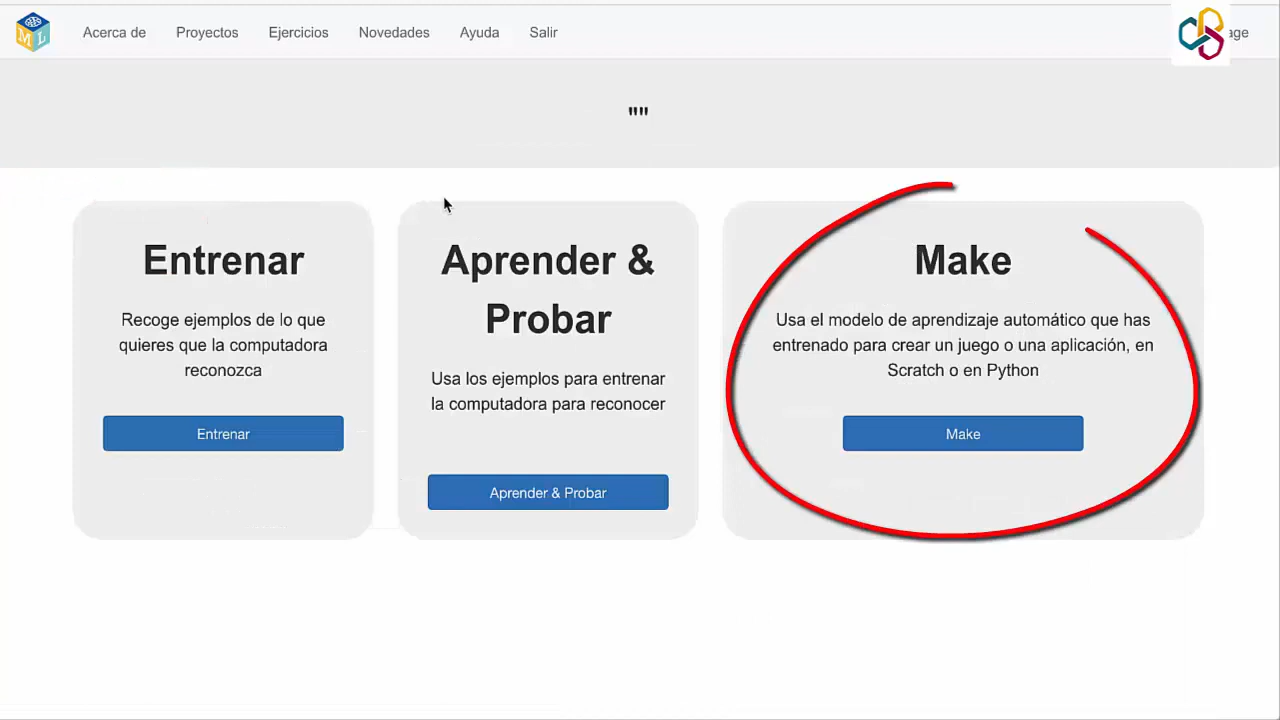 M L
Acerca de Proyectos Ejercicios Novedades Ayuda Salir age
""
Entrenar
Recoge ejemplos de lo que
quieres que la computadora
reconozca
Entrenar
Aprender &
Probar
Usa los ejemplos para entrenar
la computadora para reconocer
Aprender & Probar
Make
Usa el modelo de aprendizaje automático que has
entrenado para crear un juego o una aplicación, en
Scratch o en Python
Make